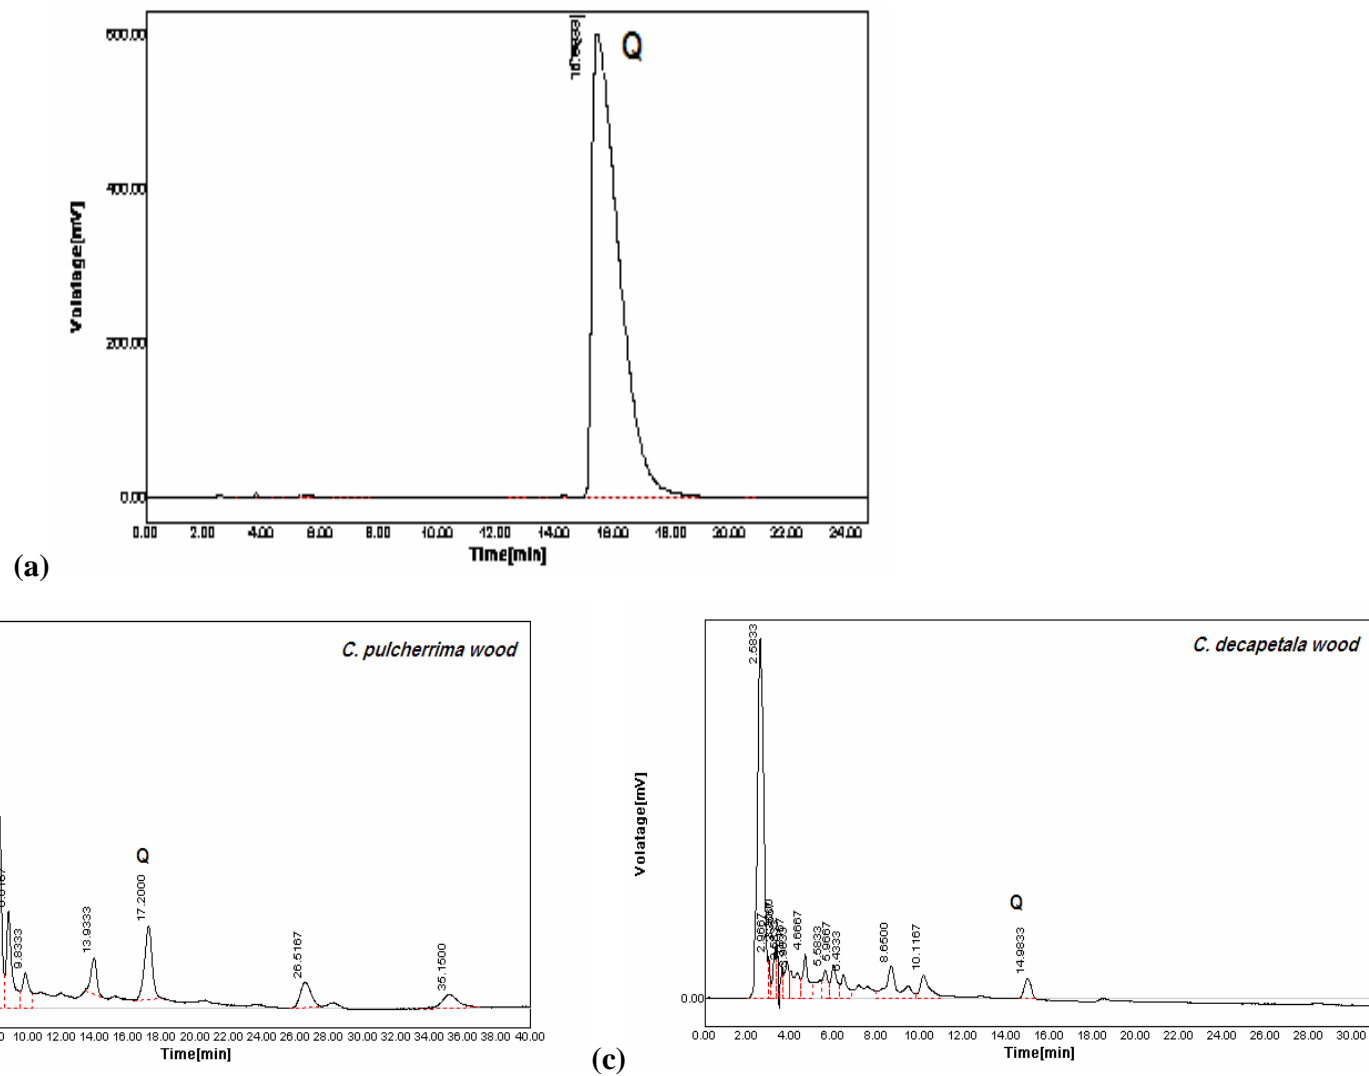 Q
600.00
400.00
200.00
0.00
Volatage[mV]
0.00 2.00 4.00 6.00 8.00 10.00 12.00 14.00 16.00 18.00 20.00 22.00 24.00
Time[min]
(a)
C. pulcherrima wood
Q
9.8333
13.9333
17.2000
26.5167
35.1500
10.00 12.00 14.00 16.00 18.00 20.00 22.00 24.00 26.00 28.00 30.00 32.00 34.00 36.00 38.00 40.00
Time[min]
(c)
C. decapetala wood
Volatage[mV]
2.5833
2.9667
4.6667
5.5833
5.9667
6.4333
8.6500
10.1167
Q
14.9833
0.00
0.00 2.00 4.00 6.00 8.00 10.00 12.00 14.00 16.00 18.00 20.00 22.00 24.00 26.00 28.00 30.00
Time[min]